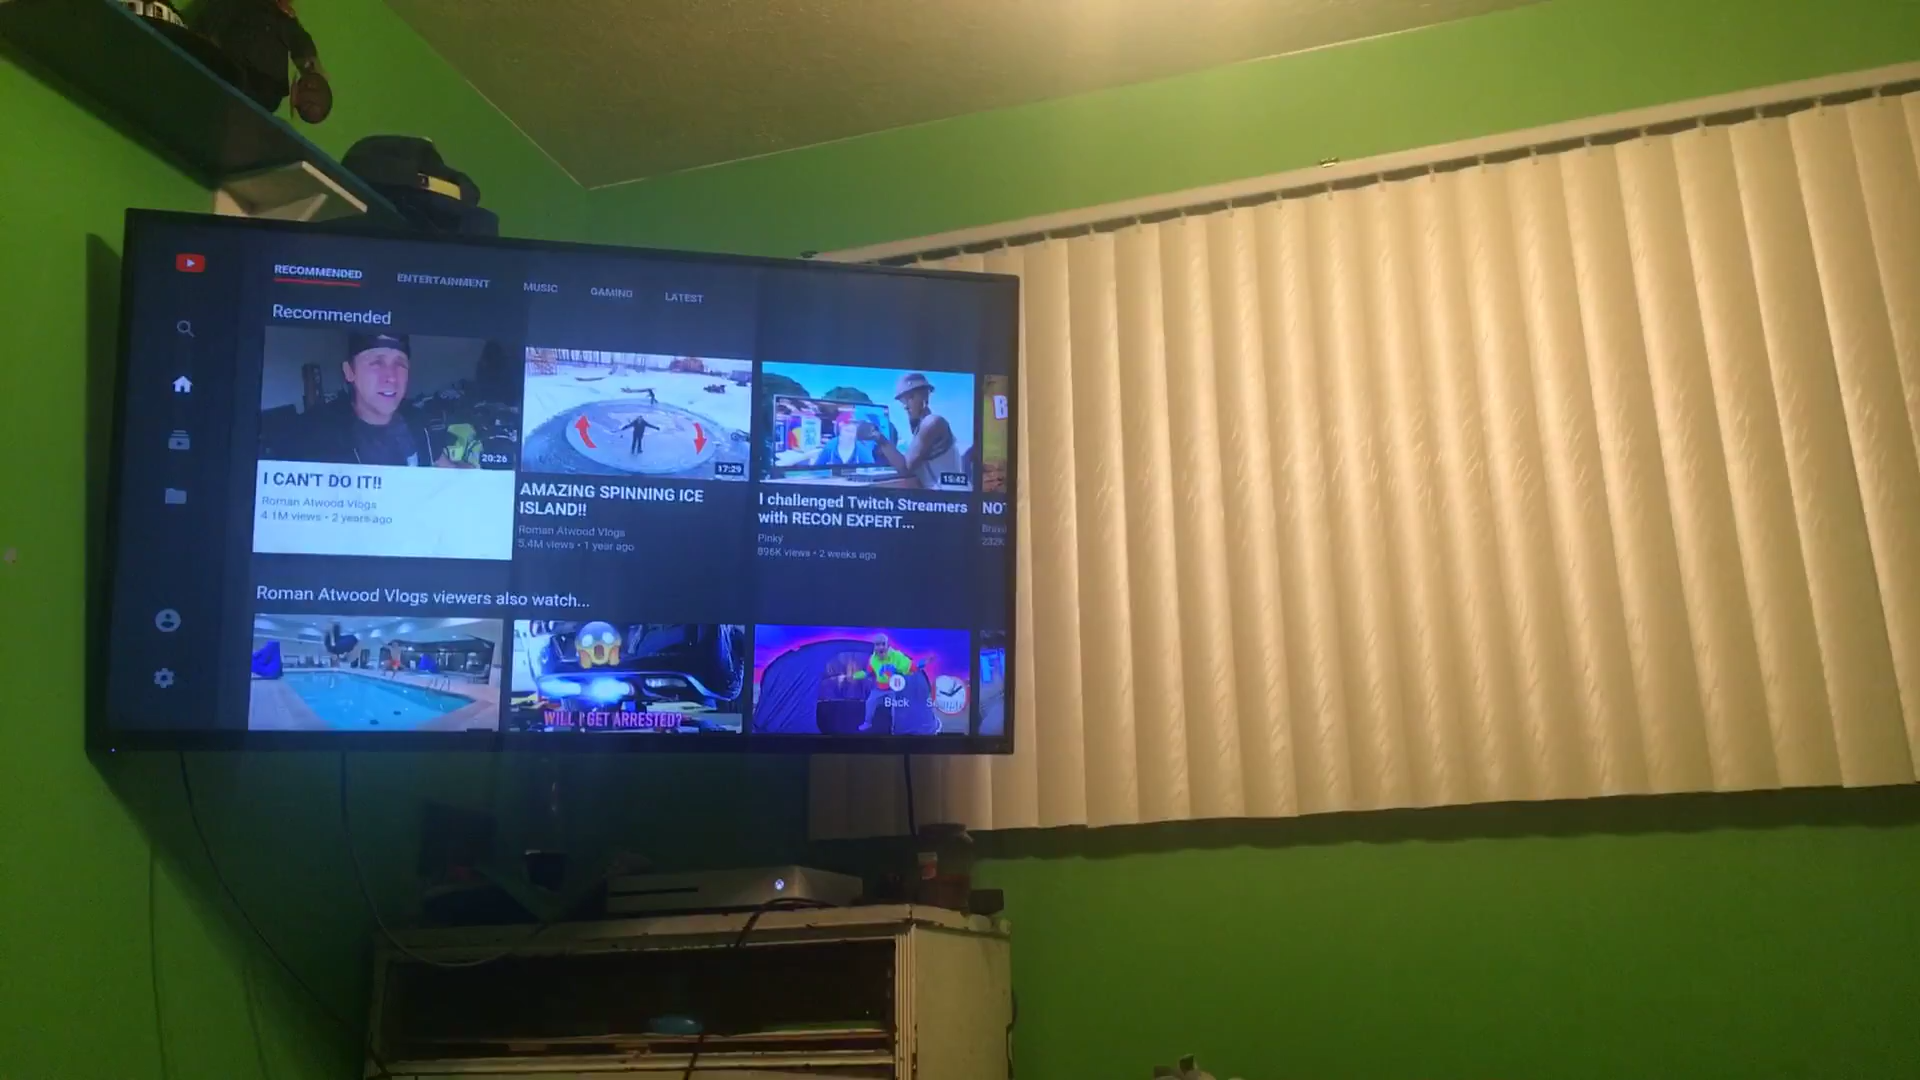 RECOMMENDED ENTERTAINMENT MUSIC GAMING LATEST
Recommended
20:26
I CAN'T DO IT!!
Roman Atwood Vlogs
4.1M views • 2 years ago
17:29
AMAZING SPINNING ICE
ISLAND!!
Roman Atwood Vlogs
5.4M views • 1 year ago
15:42
I challenged Twitch Streamers
with RECON EXPERT...
Pinky
896K views • 2 weeks ago
B
NO
232K
Roman Atwood Vlogs viewers also watch...
WILL I GET ARRESTED?
B
Back
Search